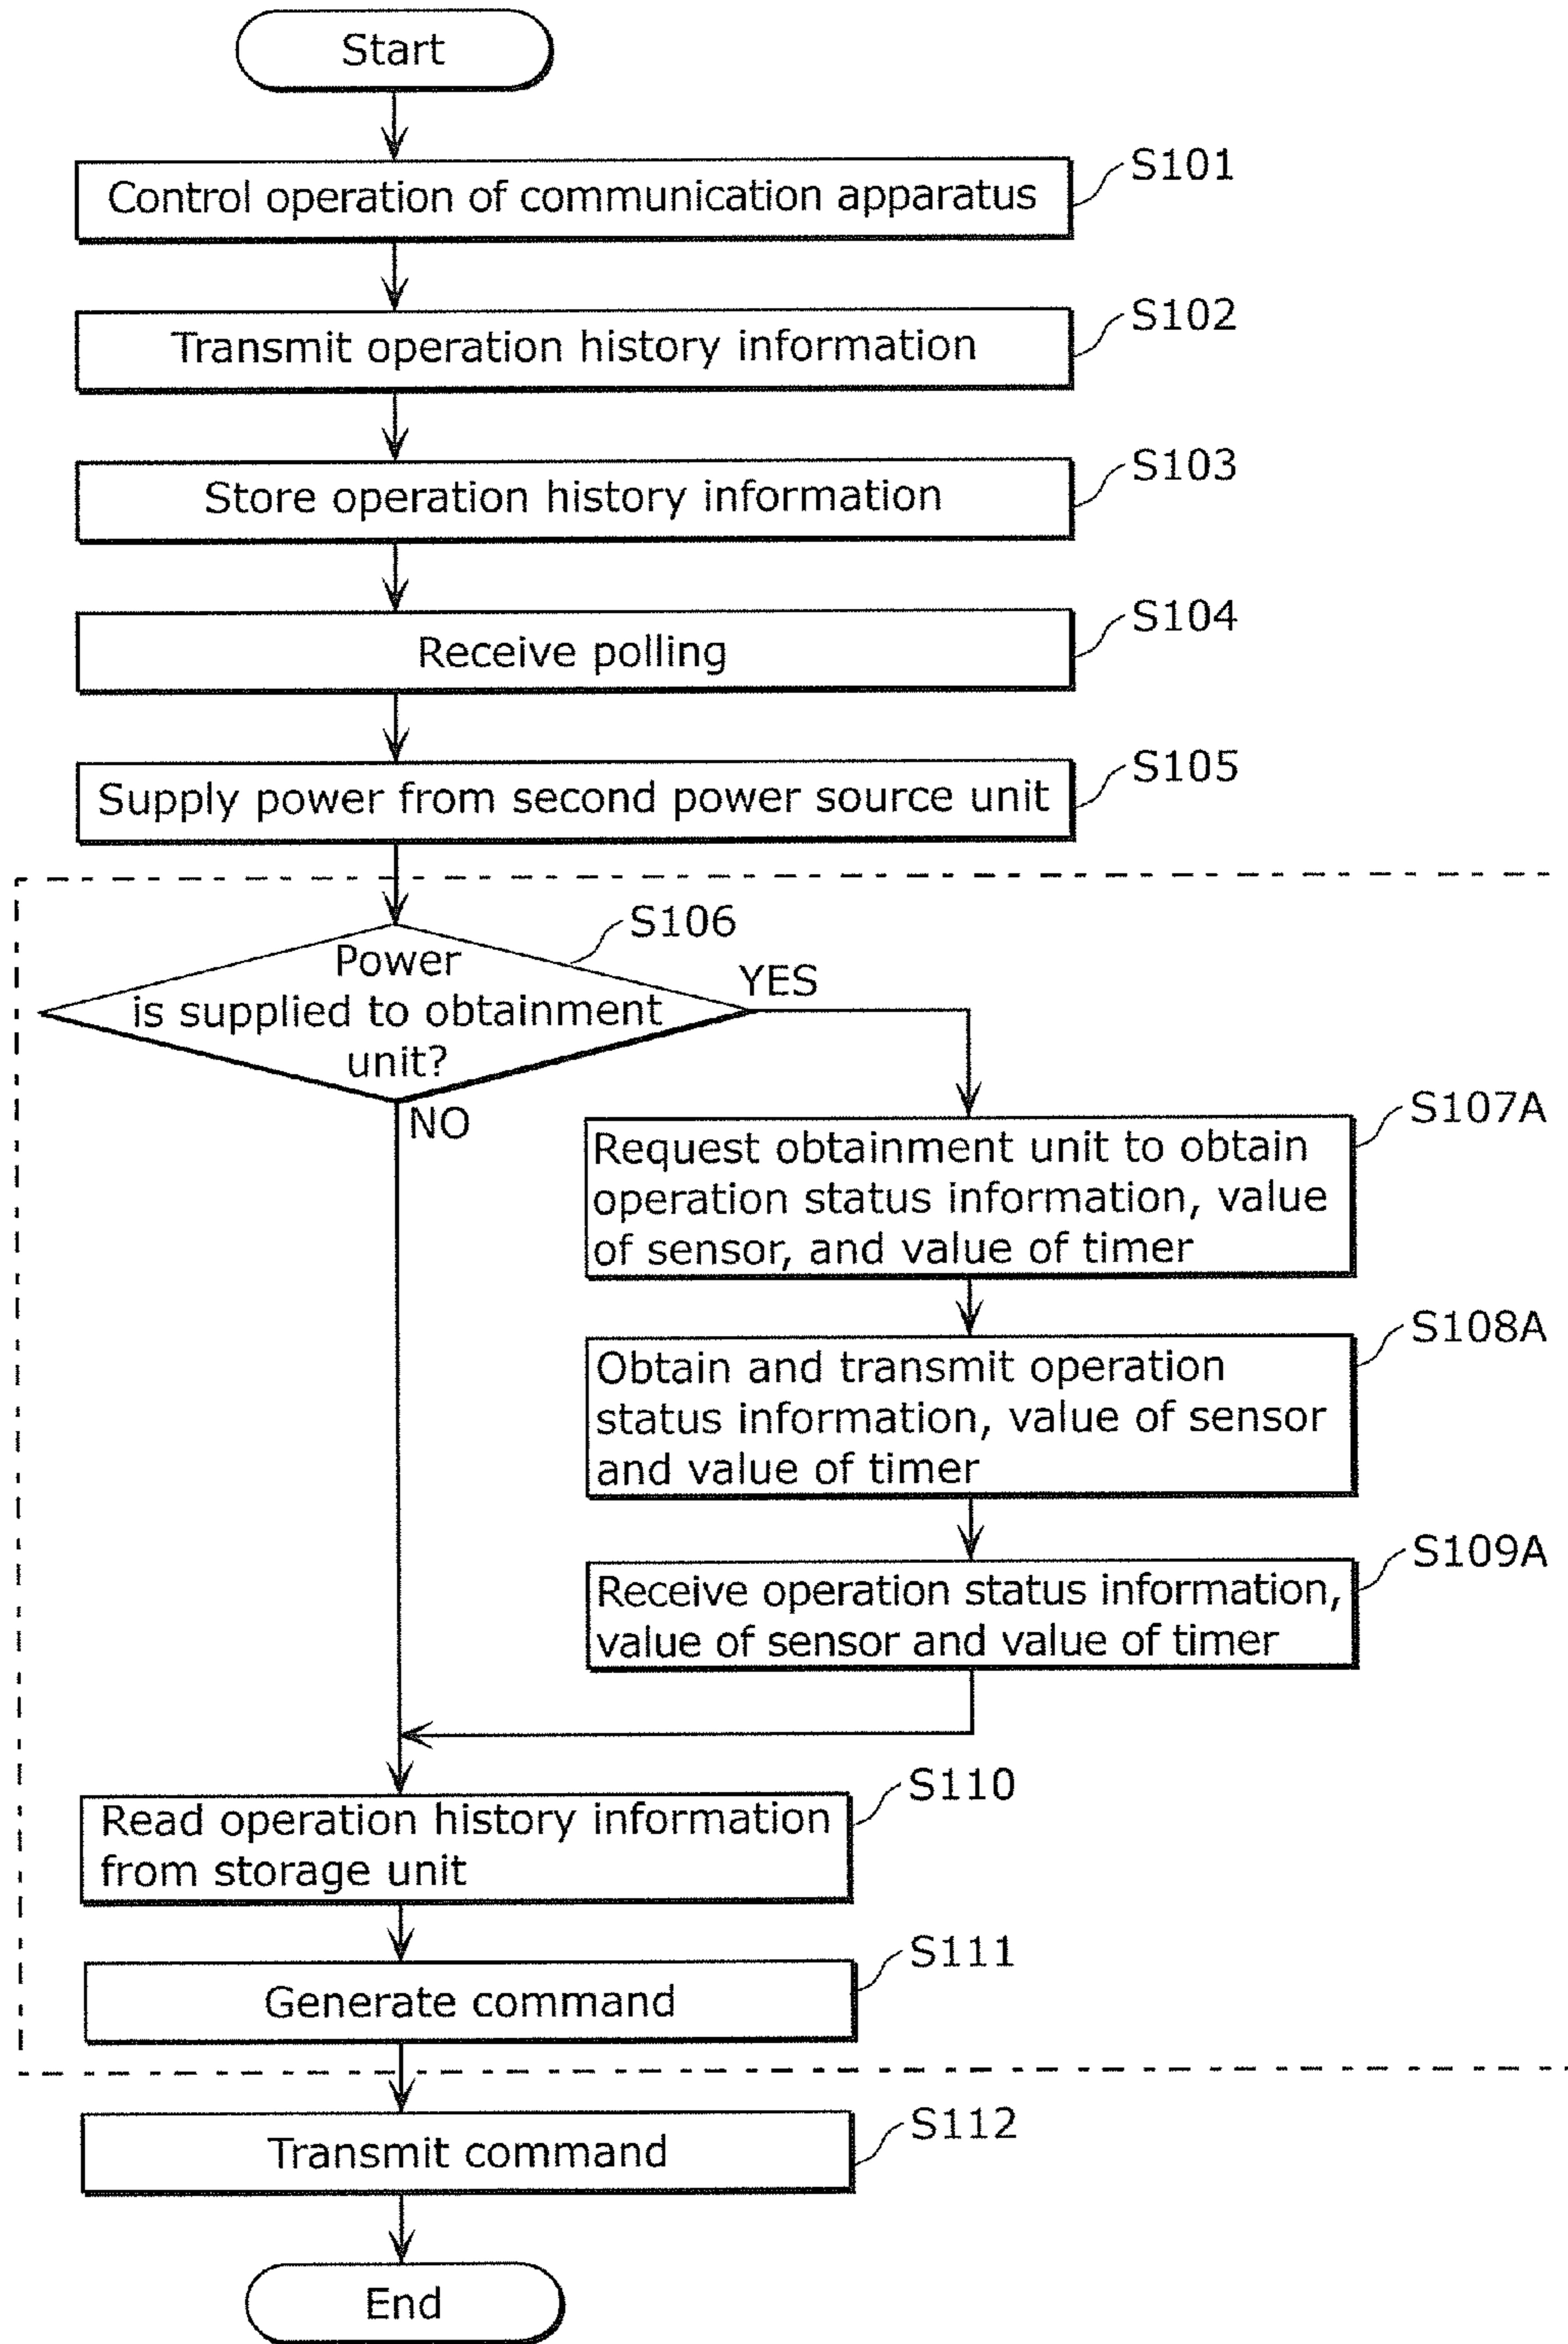 Start
Control operation of communication apparatus
S101
Transmit operation history information
S102
Store operation history information
S103
Receive polling
S104
Supply power from second power source unit
S105
S106
Power
is supplied to obtainment
unit?
YES
NO
S107A
Request obtainment unit to obtain
operation status information, value
of sensor, and value of timer
S108A
Obtain and transmit operation
status information, value of sensor
and value of timer
S109A
Receive operation status information,
value of sensor and value of timer
S110
Read operation history information
from storage unit
S111
Generate command
S112
Transmit command
End